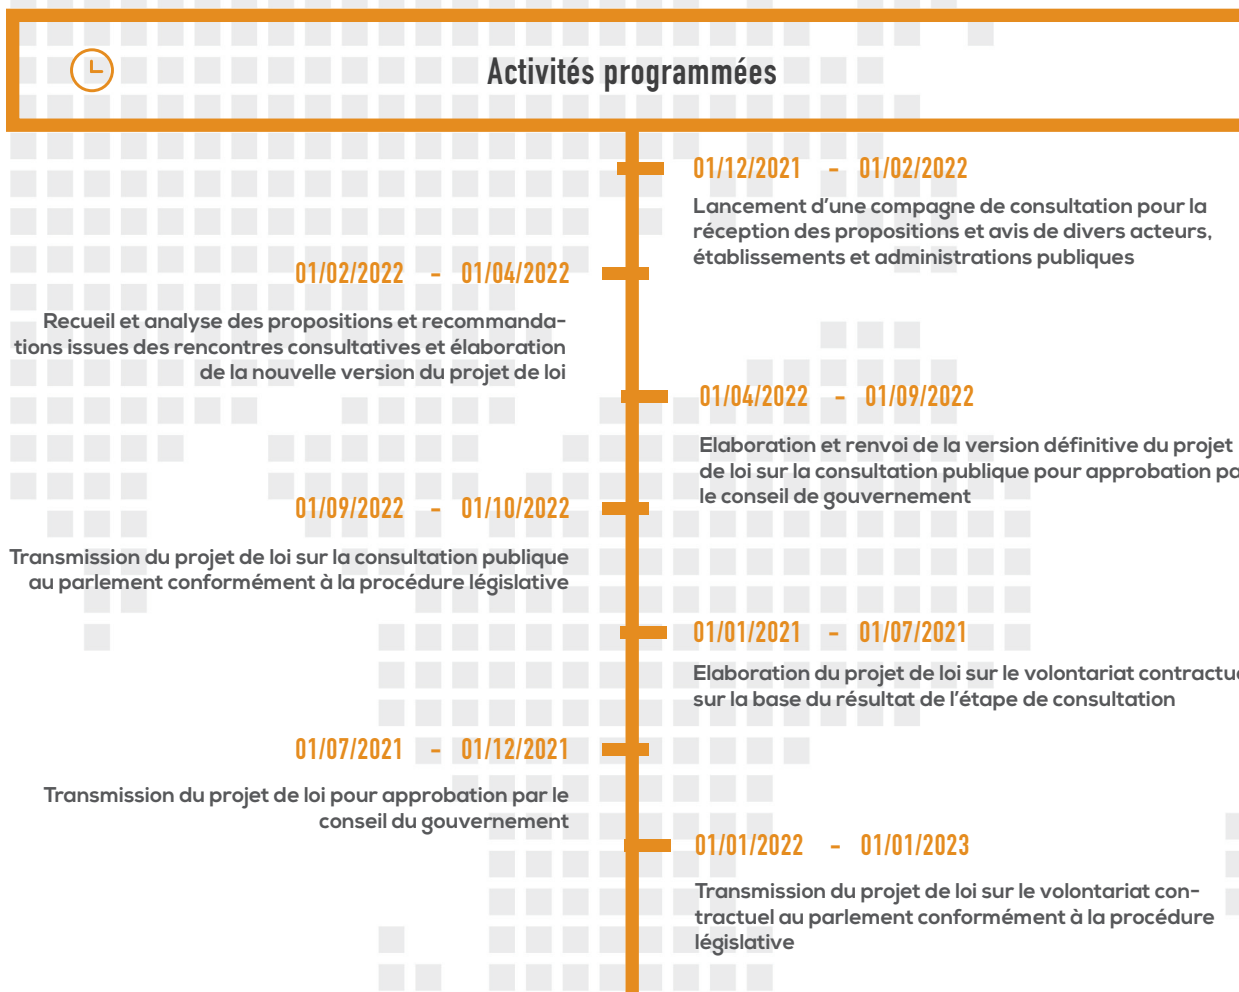 Activités programmées
01/12/2021 - 01/02/2022
Lancement d'une compagne de consultation pour la
réception des propositions et avis de divers acteurs,
établissements et administrations publiques
01/02/2022 - 01/04/2022
Recueil et analyse des propositions et recommanda-
tions issues des rencontres consultatives et élaboration
de la nouvelle version du projet de loi
01/04/2022 - 01/09/2022
Elaboration et renvoi de la version définitive du projet
de loi sur la consultation publique pour approbation pa
le conseil de gouvernement
01/09/2022 - 01/10/2022
Transmission du projet de loi sur la consultation publique
au parlement conformément à la procédure législative
01/01/2021 - 01/07/2021
Elaboration du projet de loi sur le volontariat contractue
sur la base du résultat de l'étape de consultation
01/07/2021 - 01/12/2021
Transmission du projet de loi pour approbation par le
conseil du gouvernement
01/01/2022 - 01/01/2023
Transmission du projet de loi sur le volontariat con-
tractuel au parlement conformément à la procédure
législative